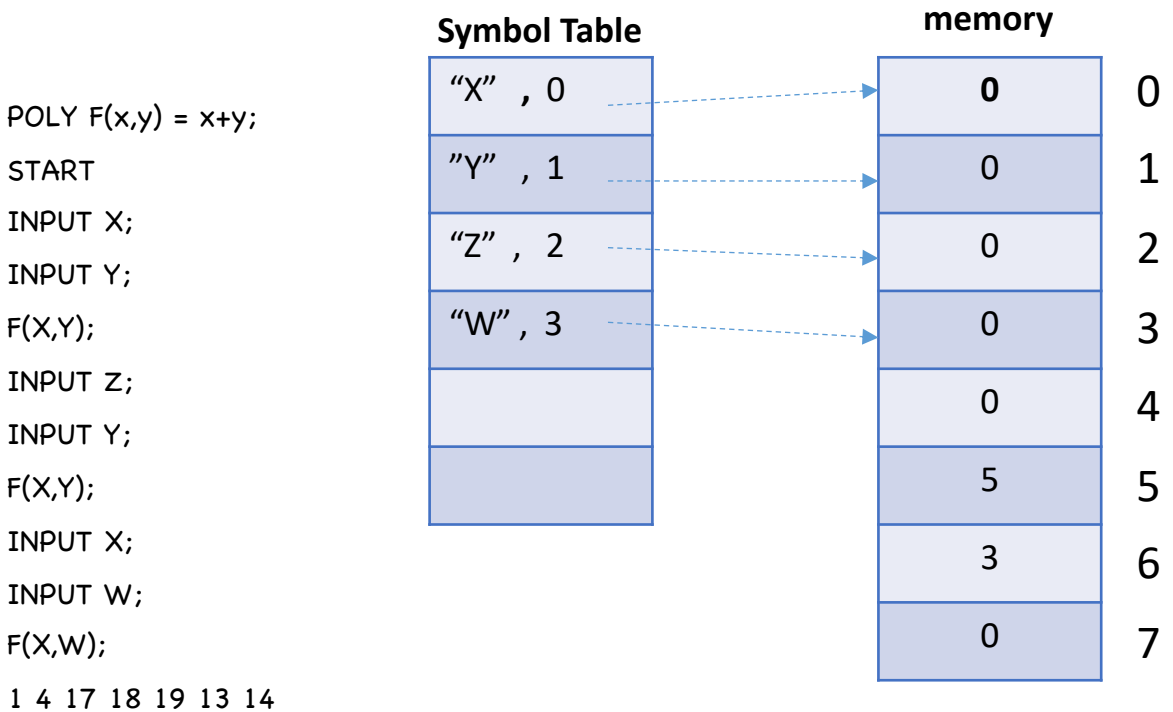 POLY F(x,y) = x+y;
START
INPUT X;
INPUT Y;
F(X,Y);
INPUT Z;
INPUT Y;
F(X,Y);
INPUT X;
INPUT W;
F(X,W);
1 4 17 18 19 13 14
Symbol Table
“X” , 0
”Y” , 1
“Z” , 2
“W” , 3
memory
0 0
0 1
0 2
0 3
0 4
5 5
3 6
0 7